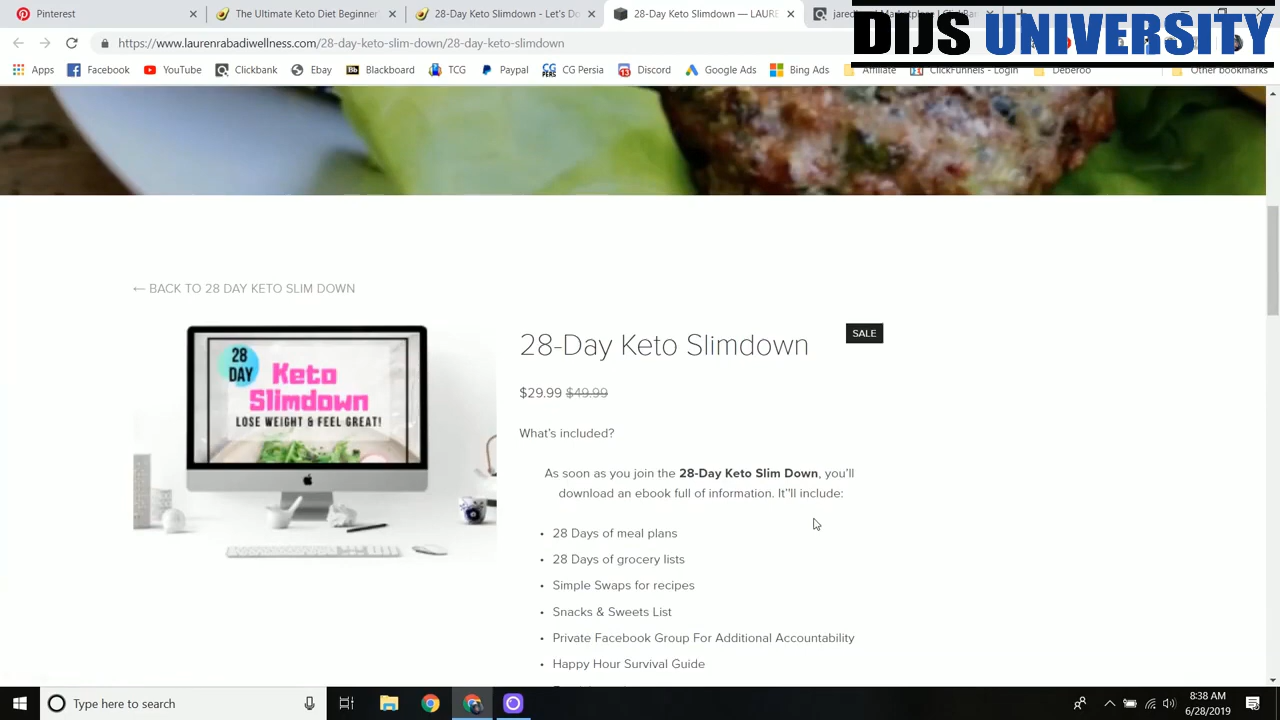 Pinterest
The Ultimate Keto Diet Beginner
28-Day Keto Slimdown - Let's Do
28-Day Keto Slimdown — LAURE
DIJS UNIVERSITY
https://www.laurenrabanwellness.com/28-day-keto-slim-down/28-day-keto-slimdown
Apps
Facebook
YouTube
Clickbank
eBay
Billboard
TCG
Paypal
CG Persia
Discord
Google Ads
Bing Ads
Affiliate
ClickFunnels - Login
Deberoo
Other bookmarks
← BACK TO 28 DAY KETO SLIM DOWN
28 DAY
Keto
Slimdown
LOSE WEIGHT & FEEL GREAT!
28-Day Keto Slimdown
SALE
$29.99 $49.99
What's included?
As soon as you join the 28-Day Keto Slim Down, you'll
download an ebook full of information. It''ll include:
• 28 Days of meal plans
• 28 Days of grocery lists
• Simple Swaps for recipes
• Snacks & Sweets List
• Private Facebook Group For Additional Accountability
• Happy Hour Survival Guide
Type here to search
8:38 AM
6/28/2019